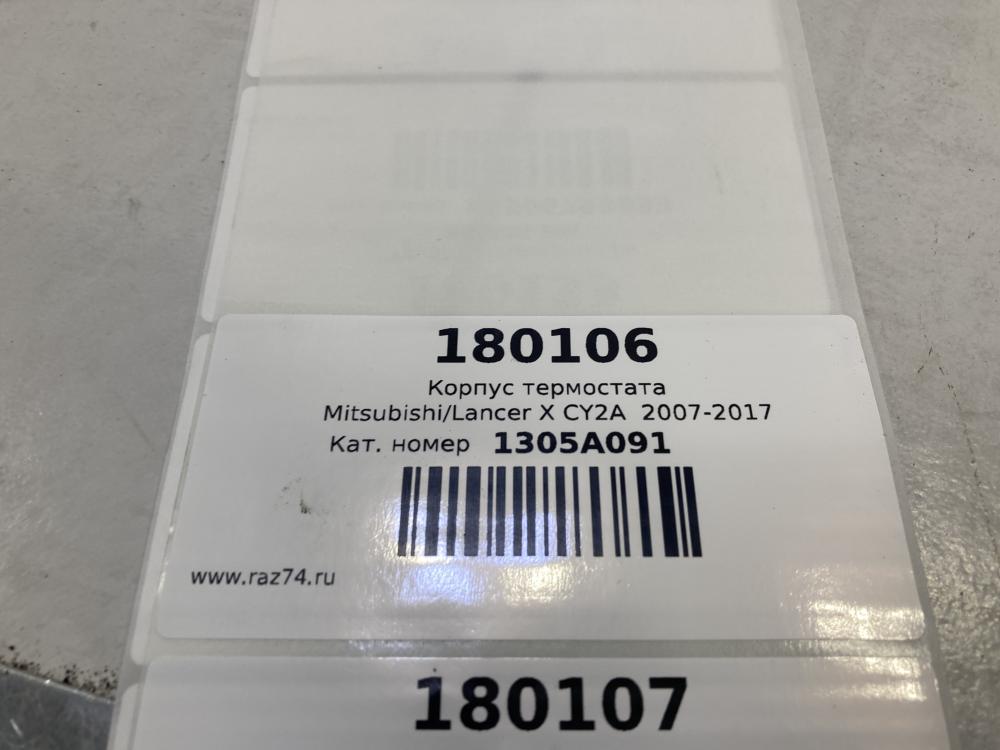 180106
Корпус термостата
Mitsubishi/Lancer X CY2A 2007-2017
Кат. номер 1305A091
www.raz74.ru
180107